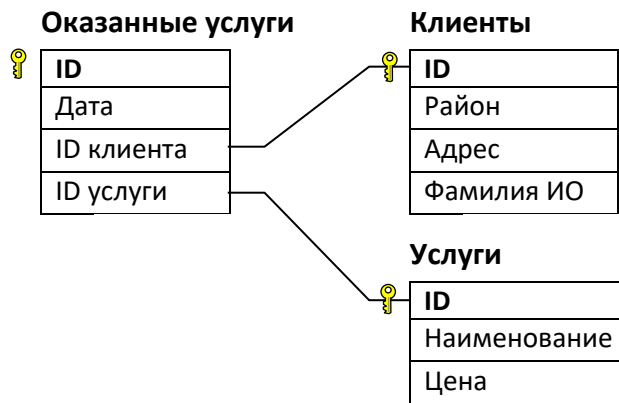 Оказанные услуги
ID
Дата
ID клиента
ID услуги
Клиенты
ID
Район
Адрес
Фамилия ИО
Услуги
ID
Наименование
Цена